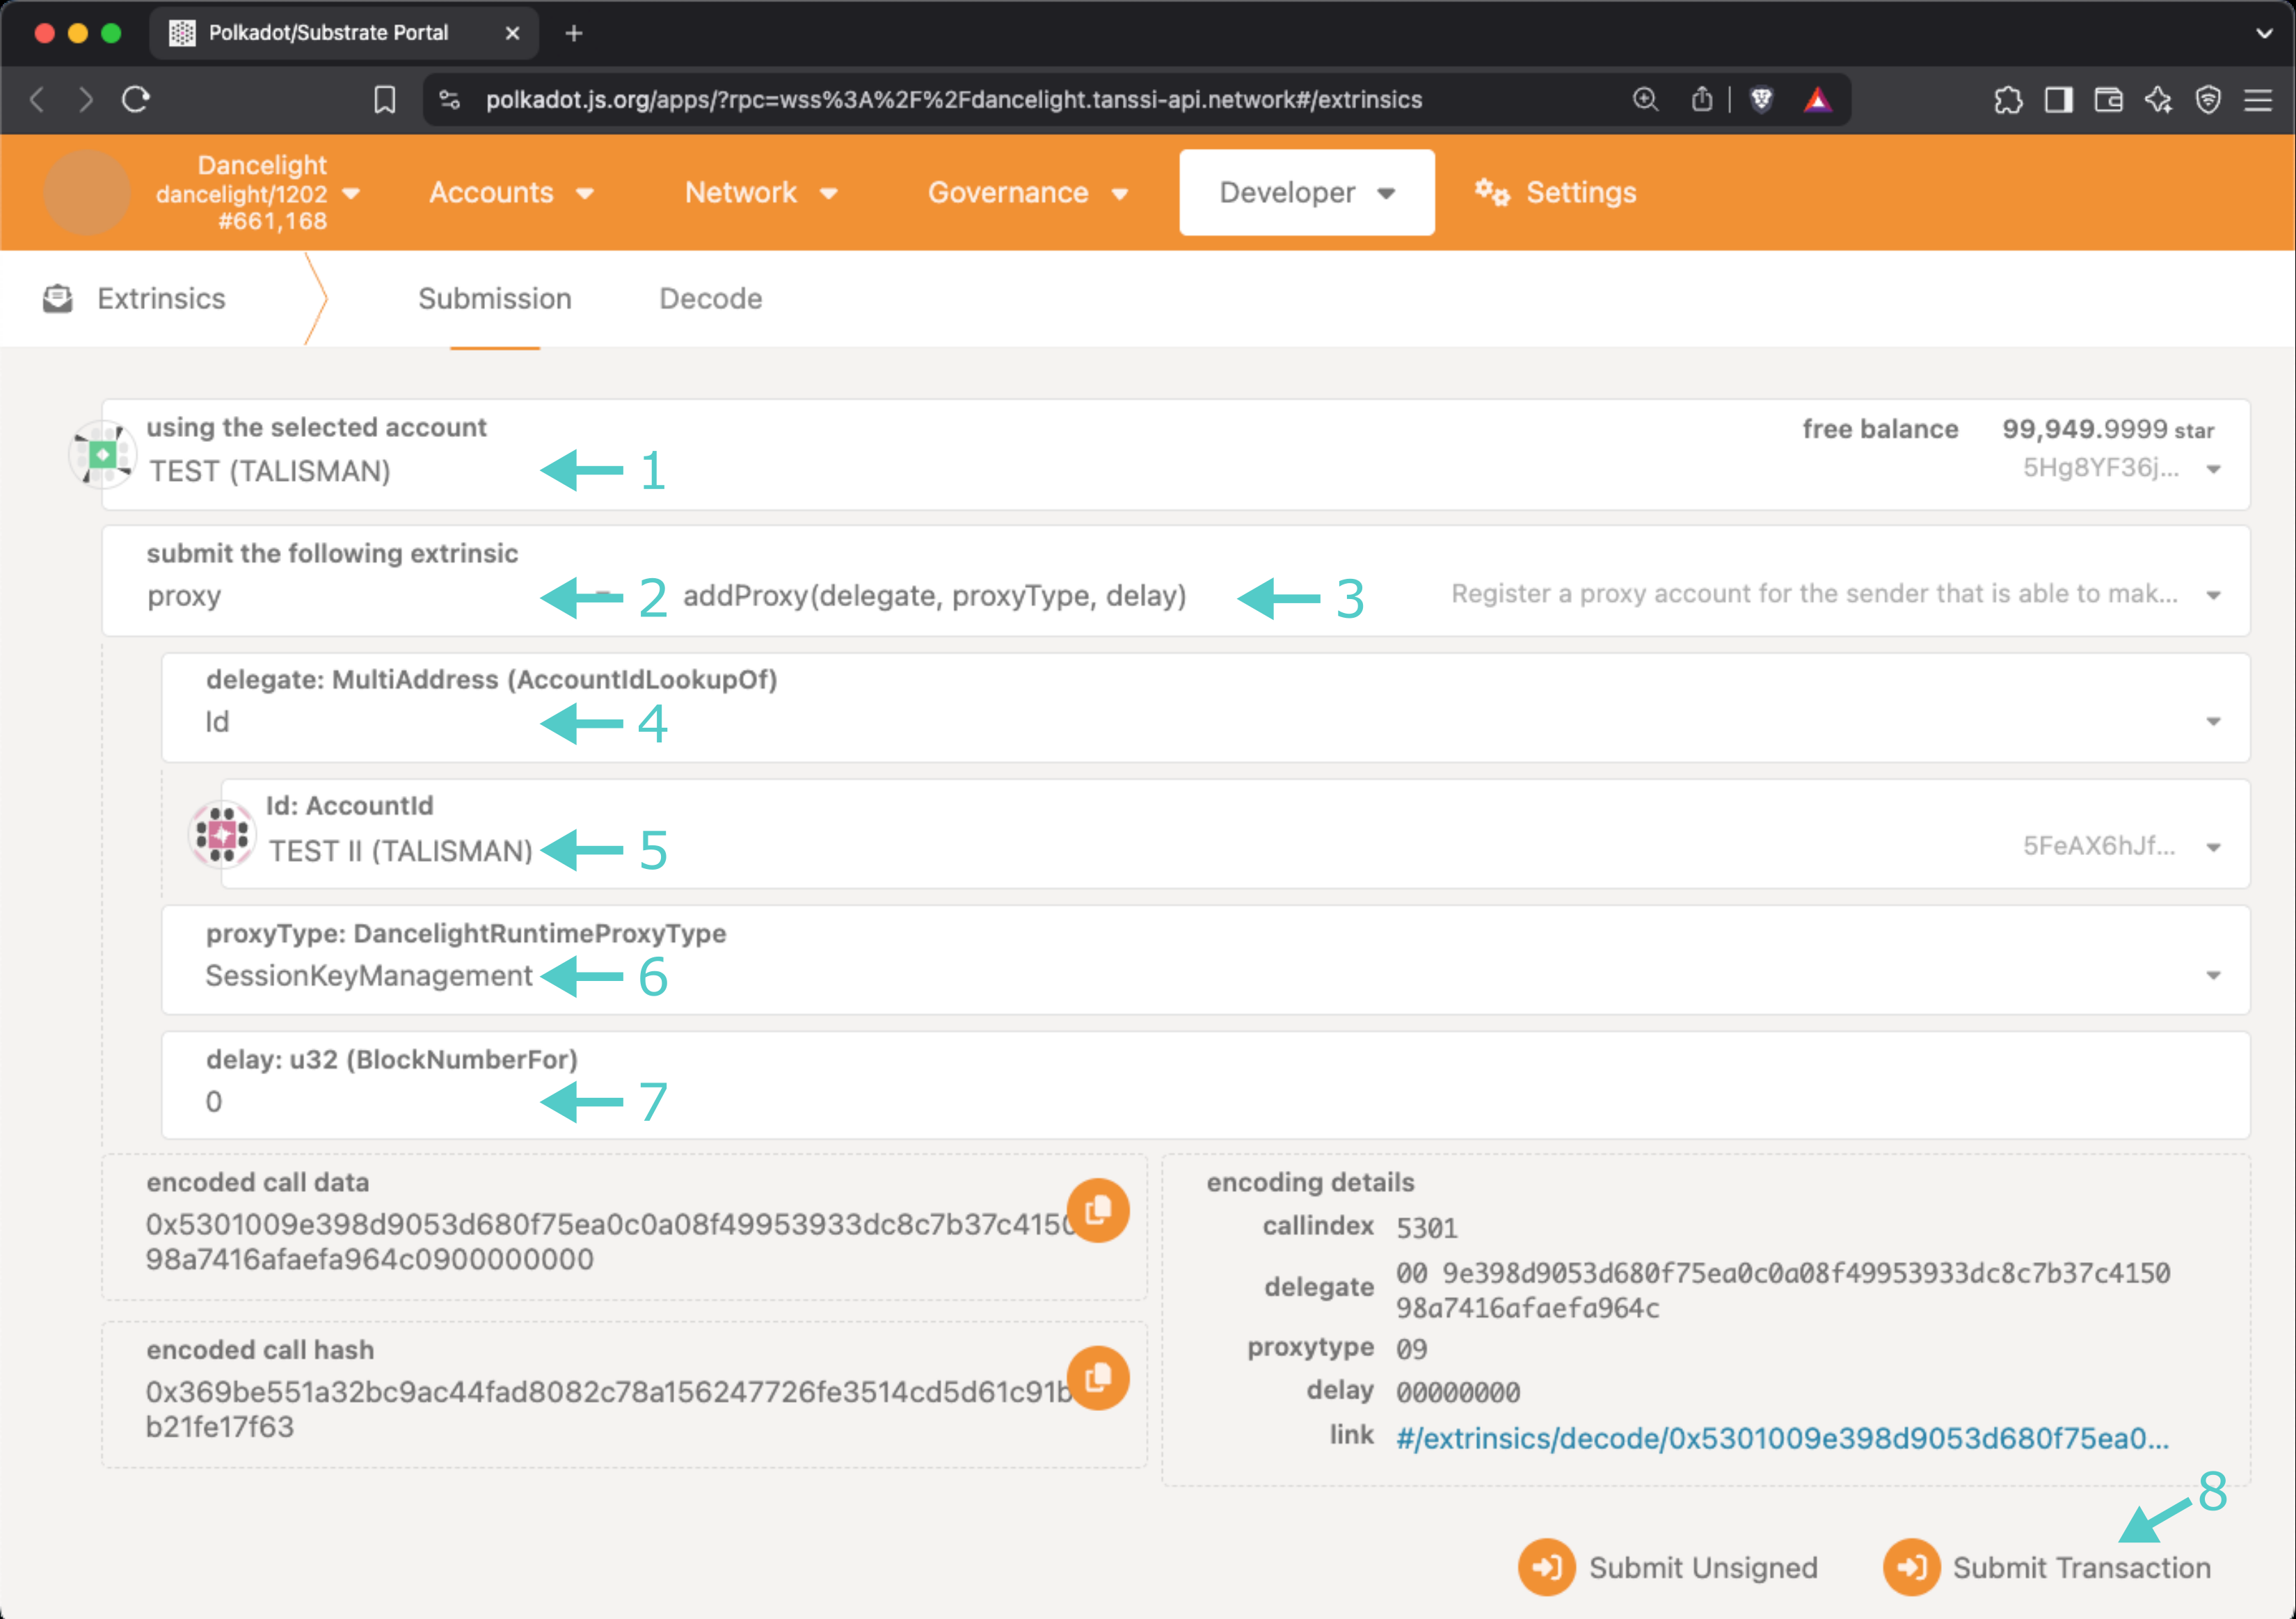 Polkadot/Substrate Portal
polkadot.js.org/apps/?rpc=wss%3A%2F%2Fdancelight.tanssi-api.network#/extrinsics
Dancelight
dancelight/1202
#661,168
Accounts
Network
Governance
Developer
Settings
Extrinsics
Submission
Decode
using the selected account
TEST (TALISMAN)
1
free balance 99,949.9999 star
5Hg8YF36j...
submit the following extrinsic
proxy
2
addProxy(delegate, proxyType, delay)
3
Register a proxy account for the sender that is able to mak...
delegate: MultiAddress (AccountIdLookupOf)
Id
4
Id: AccountId
TEST II (TALISMAN)
5
5FeAX6hJf...
proxyType: DancelightRuntimeProxyType
SessionKeyManagement
6
delay: u32 (BlockNumberFor)
0
7
encoded call data
0x5301009e398d9053d680f75ea0c0a08f49953933dc8c7b37c4150
98a7416afaefa964c0900000000
encoded call hash
0x369be551a32bc9ac44fad8082c78a156247726fe3514cd5d61c91b
b21fe17f63
encoding details
callindex 5301
delegate 00 9e398d9053d680f75ea0c0a08f49953933dc8c7b37c4150
98a7416afaefa964c
proxytype 09
delay 00000000
link #/extrinsics/decode/0x5301009e398d9053d680f75ea0...
8
Submit Unsigned
Submit Transaction